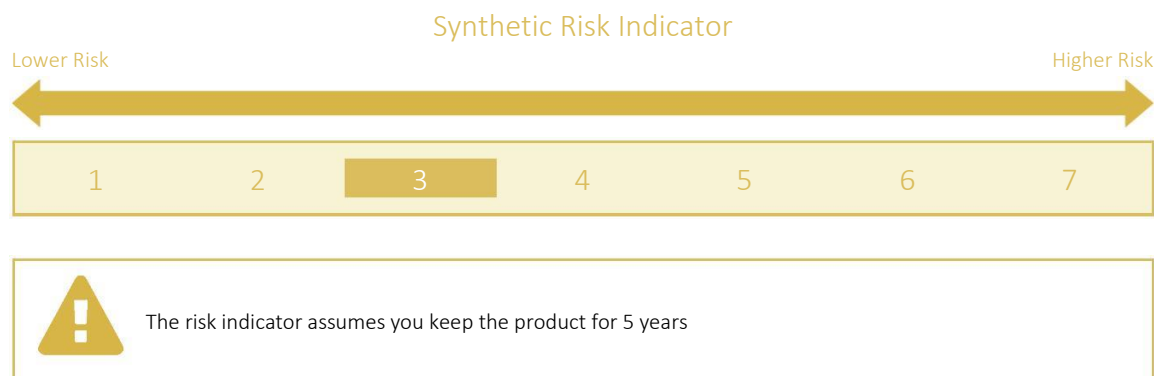 Synthetic Risk Indicator
Lower Risk Higher Risk
1 2 3 4 5 6 7
The risk indicator assumes you keep the product for 5 years